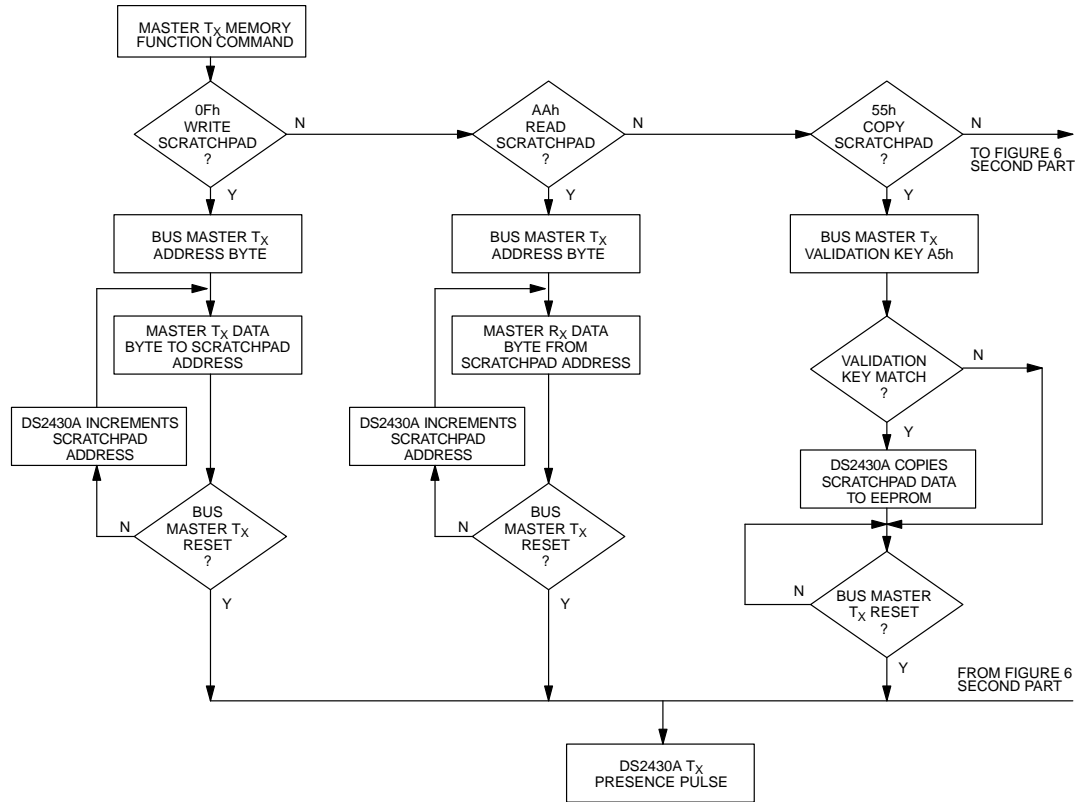 MASTER TX MEMORY
FUNCTION COMMAND
0Fh
WRITE
SCRATCHPAD
?
N
Y
AAh
READ
SCRATCHPAD
?
N
Y
55h
COPY
SCRATCHPAD
?
N
Y
TO FIGURE 6
SECOND PART
BUS MASTER TX
ADDRESS BYTE
BUS MASTER TX
ADDRESS BYTE
BUS MASTER TX
VALIDATION KEY A5h
MASTER TX DATA
BYTE TO SCRATCHPAD
ADDRESS
MASTER RX DATA
BYTE FROM
SCRATCHPAD ADDRESS
VALIDATION
KEY MATCH
?
N
Y
DS2430A INCREMENTS
SCRATCHPAD
ADDRESS
DS2430A INCREMENTS
SCRATCHPAD
ADDRESS
DS2430A COPIES
SCRATCHPAD DATA
TO EEPROM
BUS
MASTER TX
RESET
?
N
Y
BUS
MASTER TX
RESET
?
N
Y
BUS MASTER
TX RESET
?
N
Y
FROM FIGURE 6
SECOND PART
DS2430A TX
PRESENCE PULSE